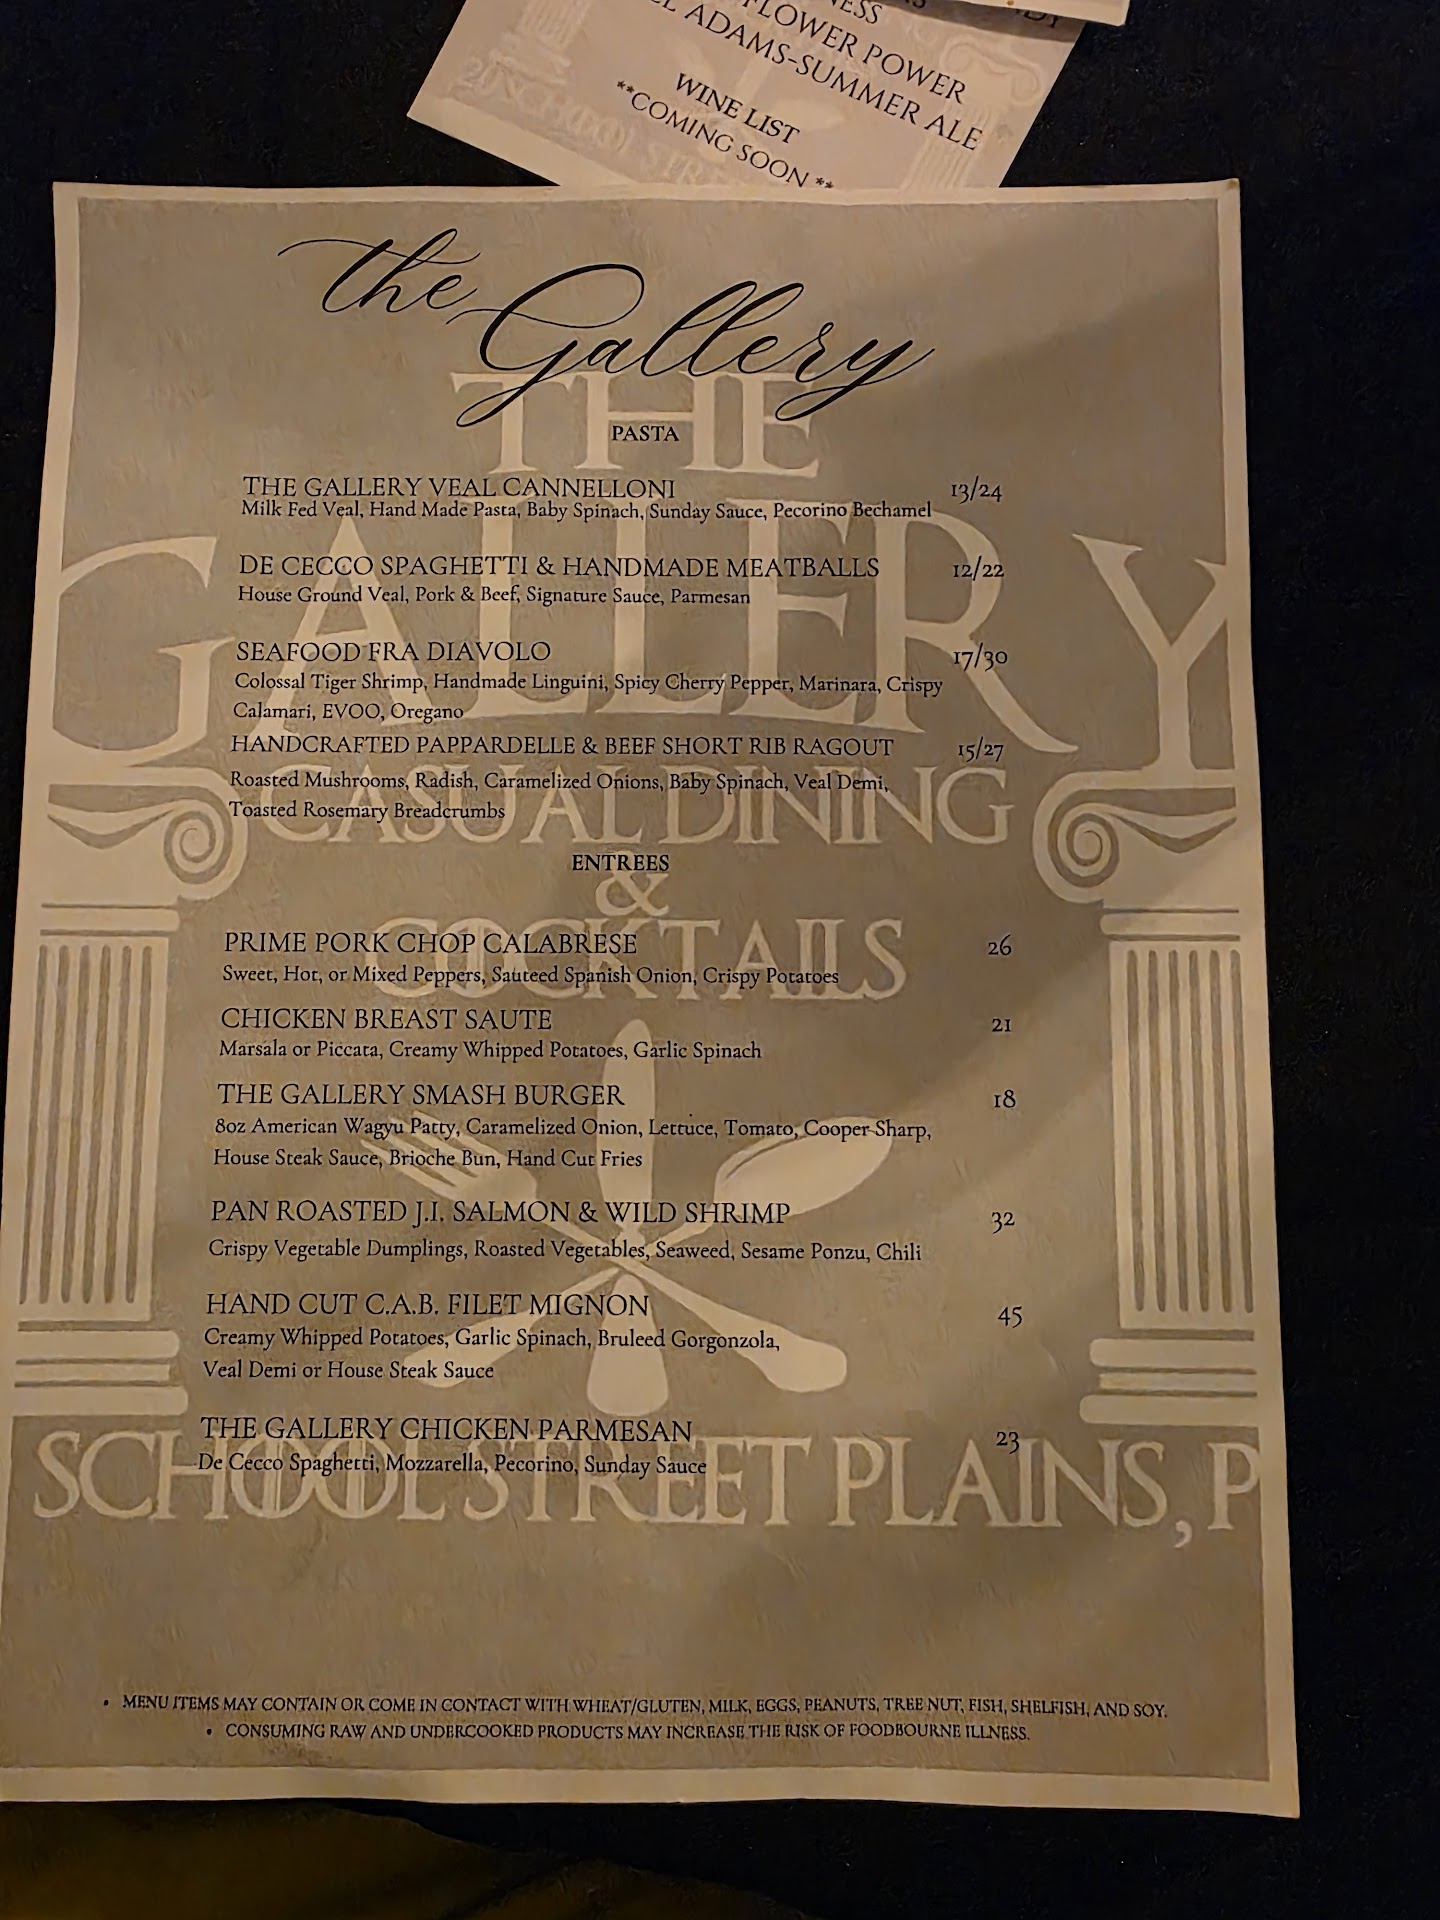 NESS
FLOWER POWER
ADAMS-SUMMER ALE
WINE LIST
**COMING SOON **
the Gallery
THE
GALLERY
CASUAL DINING
&
COCKTAILS
SCHOOL STREET PLAINS, P
PASTA
THE GALLERY VEAL CANNELLONI 13/24
Milk Fed Veal, Hand Made Pasta, Baby Spinach, Sunday Sauce, Pecorino Bechamel
DE CECCO SPAGHETTI & HANDMADE MEATBALLS 12/22
House Ground Veal, Pork & Beef, Signature Sauce, Parmesan
SEAFOOD FRA DIAVOLO 17/30
Colossal Tiger Shrimp, Handmade Linguini, Spicy Cherry Pepper, Marinara, Crispy
Calamari, EVOO, Oregano
HANDCRAFTED PAPPARDELLE & BEEF SHORT RIB RAGOUT 15/27
Roasted Mushrooms, Radish, Caramelized Onions, Baby Spinach, Veal Demi,
Toasted Rosemary Breadcrumbs
ENTREES
PRIME PORK CHOP CALABRESE 26
Sweet, Hot, or Mixed Peppers, Sauteed Spanish Onion, Crispy Potatoes
CHICKEN BREAST SAUTE 21
Marsala or Piccata, Creamy Whipped Potatoes, Garlic Spinach
THE GALLERY SMASH BURGER 18
8oz American Wagyu Patty, Caramelized Onion, Lettuce, Tomato, Cooper Sharp,
House Steak Sauce, Brioche Bun, Hand Cut Fries
PAN ROASTED J.I. SALMON & WILD SHRIMP 32
Crispy Vegetable Dumplings, Roasted Vegetables, Seaweed, Sesame Ponzu, Chili
HAND CUT C.A.B. FILET MIGNON 45
Creamy Whipped Potatoes, Garlic Spinach, Bruleed Gorgonzola,
Veal Demi or House Steak Sauce
THE GALLERY CHICKEN PARMESAN 23
De Cecco Spaghetti, Mozzarella, Pecorino, Sunday Sauce
• MENU ITEMS MAY CONTAIN OR COME IN CONTACT WITH WHEAT/GLUTEN, MILK, EGGS, PEANUTS, TREE NUT, FISH, SHELFISH, AND SOY.
• CONSUMING RAW AND UNDERCOOKED PRODUCTS MAY INCREASE THE RISK OF FOODBOURNE ILLNESS.